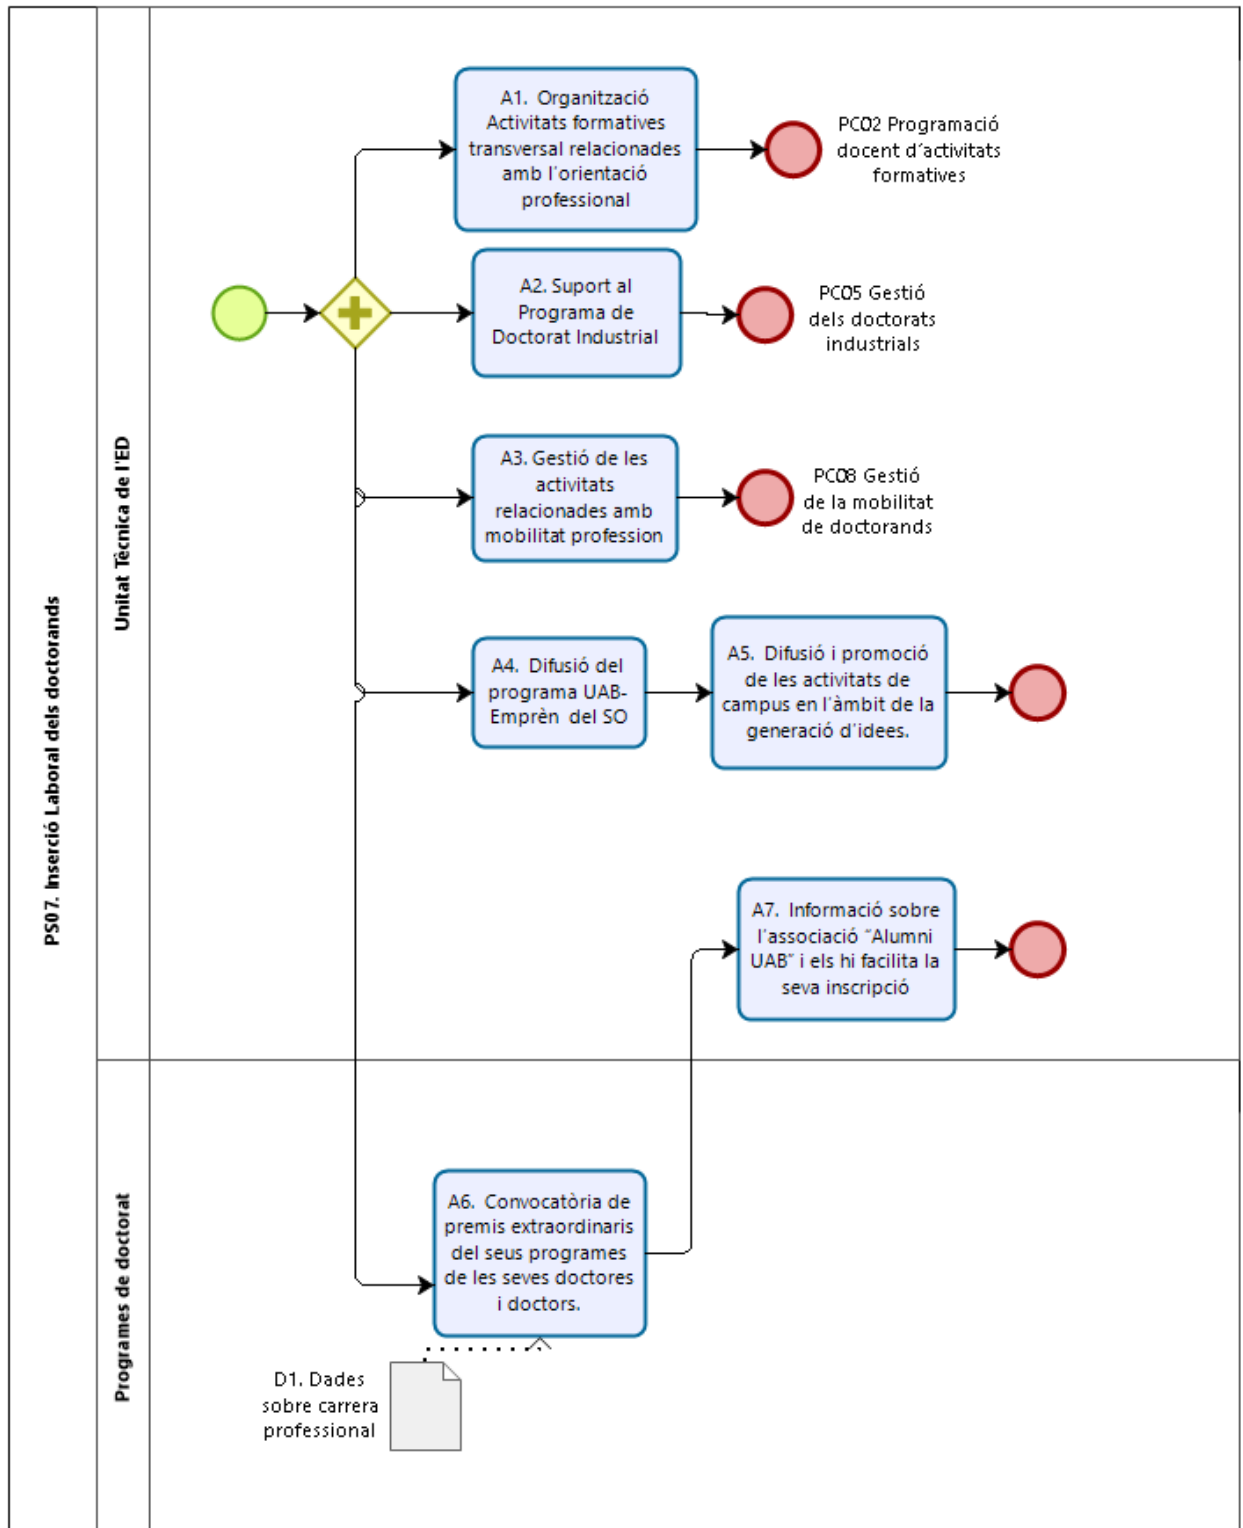 PS07. Inserció Laboral dels doctorands
Unitat Tècnica de l'ED
A1. Organització
Activitats formatives
transversal relacionades
amb l'orientació
professional
PC02 Programació
docent d'activitats
formatives
A2. Suport al
Programa de
Doctorat Industrial
PC05 Gestió
dels doctorats
industrials
A3. Gestió de les
activitats
relacionades amb
mobilitat profession
PC08 Gestió
de la mobilitat
de doctorands
A4. Difusió del
programa UAB-
Emprèn del SO
A5. Difusió i promoció
de les activitats de
campus en l'àmbit de la
generació d'idees.
A7. Informació sobre
l'associació "Alumni
UAB" i els hi facilita la
seva inscripció
Programes de doctorat
A6. Convocatòria de
premis extraordinaris
del seus programes
de les seves doctores
i doctors.
D1. Dades
sobre carrera
professional